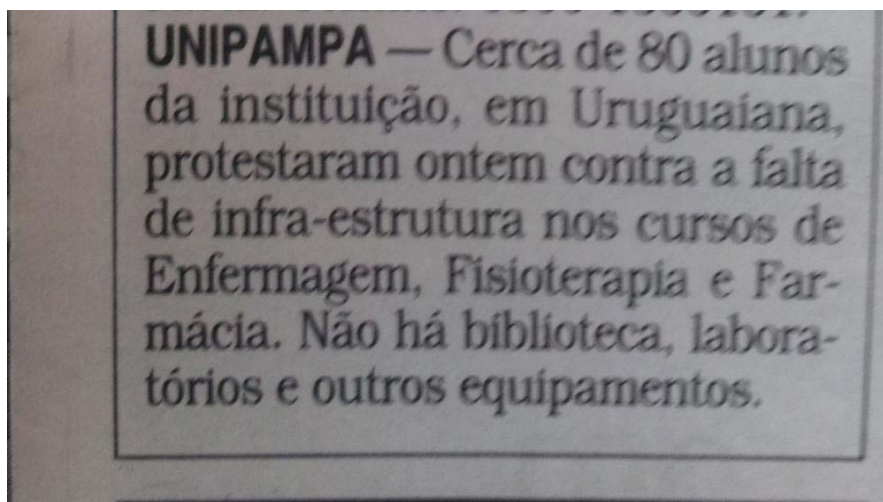 UNIPAMPA — Cerca de 80 alunos
da instituição, em Uruguaiana,
protestaram ontem contra a falta
de infra-estrutura nos cursos de
Enfermagem, Fisioterapia e Far-
mácia. Não há biblioteca, labora-
tórios e outros equipamentos.